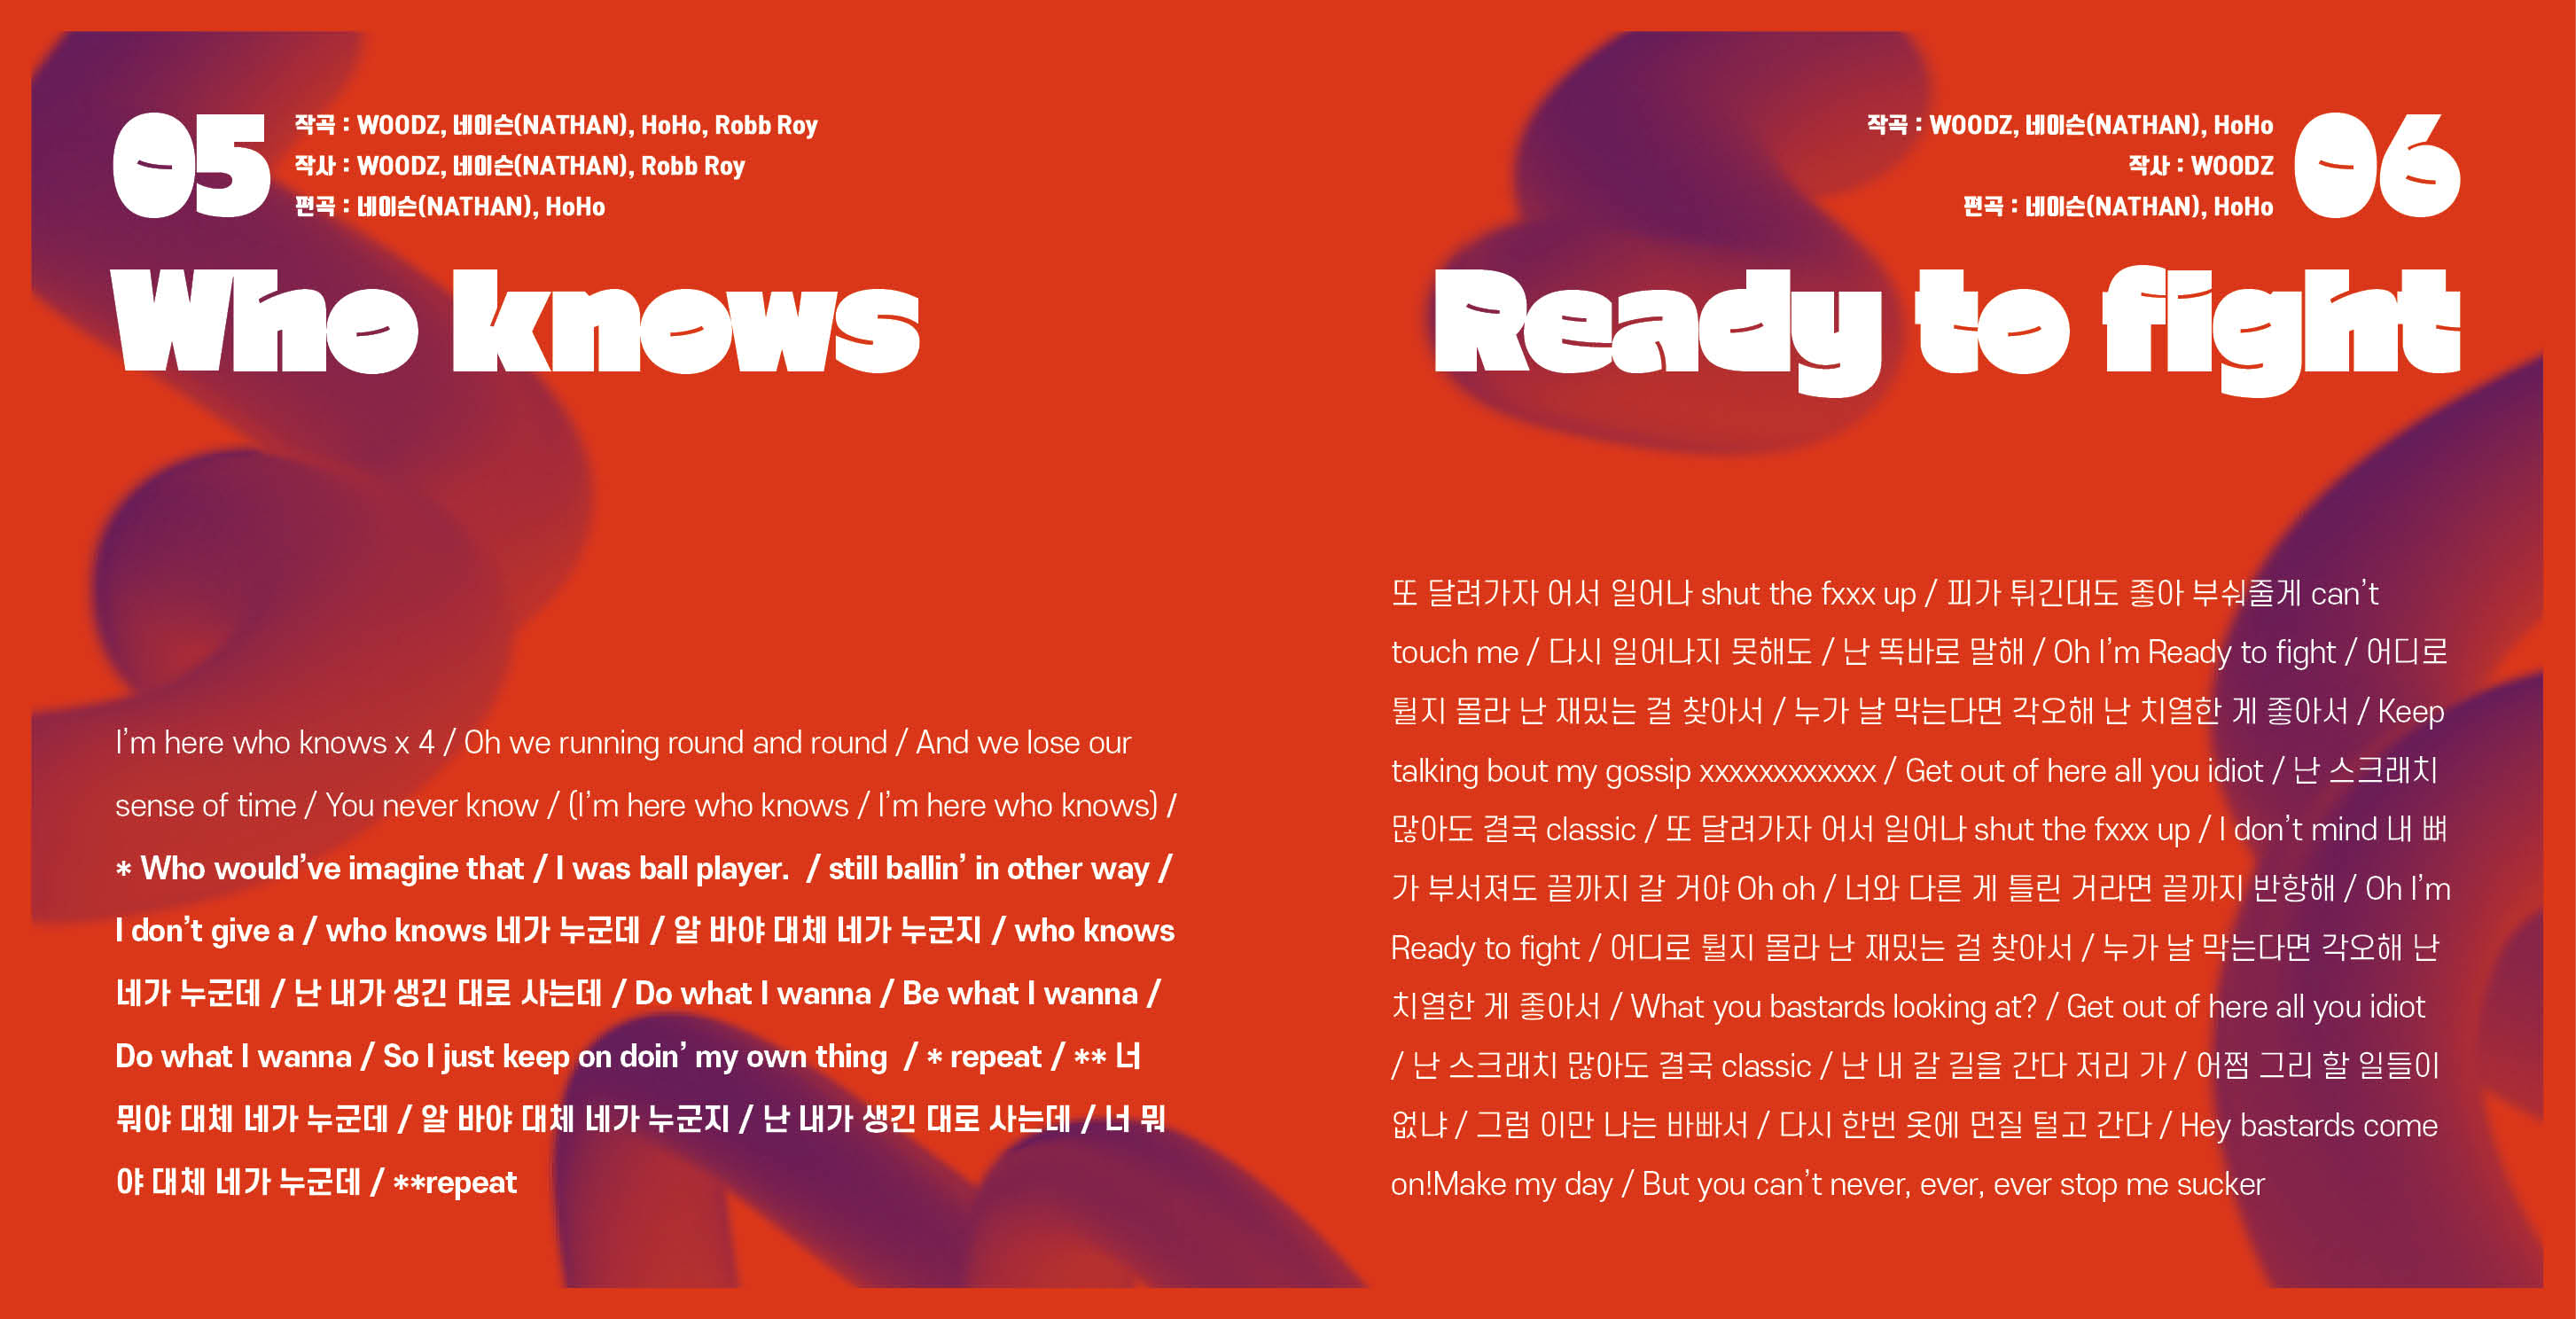 05
작곡 : WOODZ, 네이슨(NATHAN), HoHo, Robb Roy
작사 : WOODZ, 네이슨(NATHAN), Robb Roy
편곡 : 네이슨(NATHAN), HoHo
Who knows
I'm here who knows x 4 / Oh we running round and round / And we lose our
sense of time / You never know / (I'm here who knows / I'm here who knows) /
* Who would've imagine that / I was ball player.  / still ballin' in other way /
I don't give a / who knows 네가 누군데 / 알 바야 대체 네가 누군지 / who knows
네가 누군데 / 난 내가 생긴 대로 사는데 / Do what I wanna / Be what I wanna /
Do what I wanna / So I just keep on doin' my own thing  / * repeat / ** 너
뭐야 대체 네가 누군데 / 알 바야 대체 네가 누군지 / 난 내가 생긴 대로 사는데 / 너 뭐
야 대체 네가 누군데 / **repeat
작곡 : WOODZ, 네이슨(NATHAN), HoHo
작사 : WOODZ
편곡 : 네이슨(NATHAN), HoHo
06
Ready to fight
또 달려가자 어서 일어나 shut the fxxx up / 피가 튀긴대도 좋아 부숴줄게 can't
touch me / 다시 일어나지 못해도 / 난 똑바로 말해 / Oh I'm Ready to fight / 어디로
튈지 몰라 난 재밌는 걸 찾아서 / 누가 날 막는다면 각오해 난 치열한 게 좋아서 / Keep
talking bout my gossip xxxxxxxxxxxx / Get out of here all you idiot / 난 스크래치
많아도 결국 classic / 또 달려가자 어서 일어나 shut the fxxx up / I don't mind 내 뼈
가 부서져도 끝까지 갈 거야 Oh oh / 너와 다른 게 틀린 거라면 끝까지 반항해 / Oh I'm
Ready to fight / 어디로 튈지 몰라 난 재밌는 걸 찾아서 / 누가 날 막는다면 각오해 난
치열한 게 좋아서 / What you bastards looking at? / Get out of here all you idiot
/ 난 스크래치 많아도 결국 classic / 난 내 갈 길을 간다 저리 가 / 어쩜 그리 할 일들이
없냐 / 그럼 이만 나는 바빠서 / 다시 한번 옷에 먼질 털고 간다 / Hey bastards come
on!Make my day / But you can't never, ever, ever stop me sucker